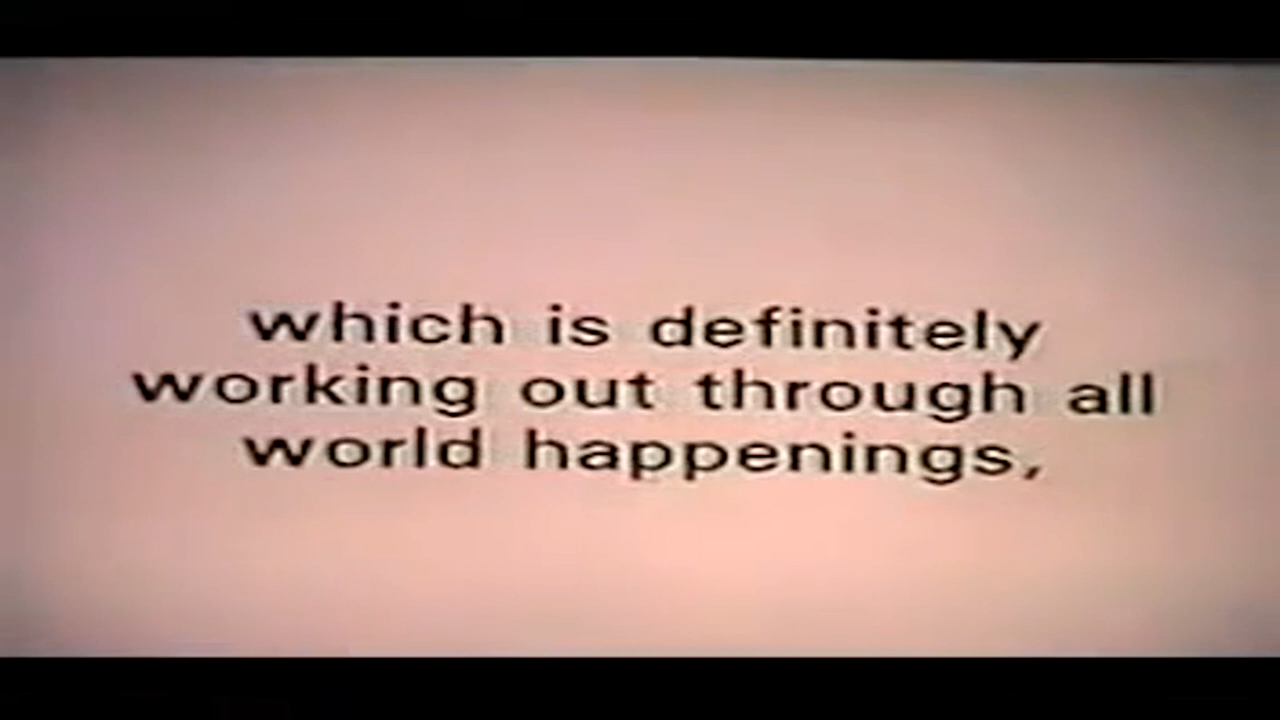 which is definitely
working out through all
world happenings,